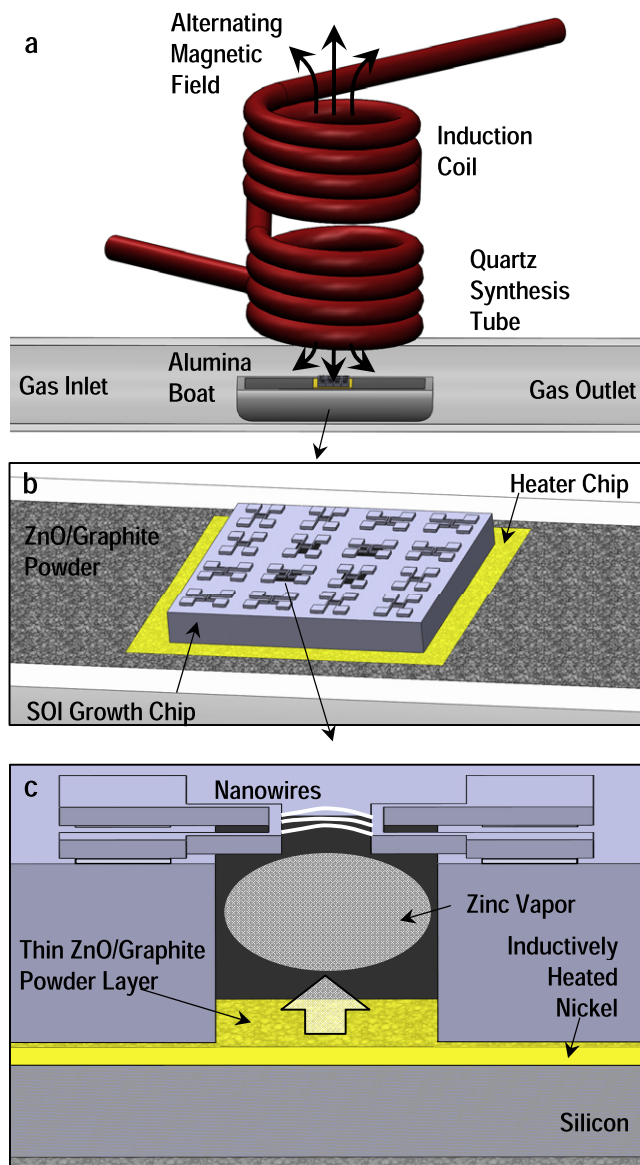 a
Alternating
Magnetic
Field
Induction
Coil
Quartz
Synthesis
Tube
Alumina
Boat
Gas Inlet
Gas Outlet
b
Heater Chip
ZnO/Graphite
Powder
SOI Growth Chip
c
Nanowires
Zinc Vapor
Thin ZnO/Graphite
Powder Layer
Inductively
Heated
Nickel
Silicon